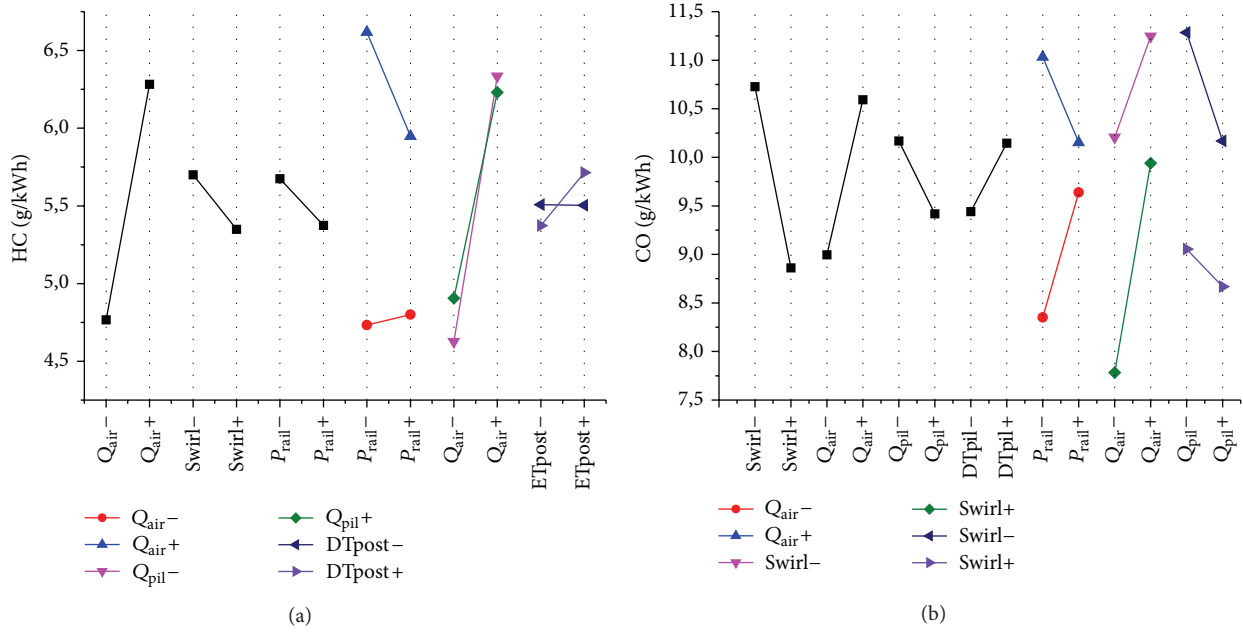 HC (g/kWh)
6,5
6,0
5,5
5,0
4,5
Qair−
Qair+
Swirl−
Swirl+
Prail−
Prail+
Prail−
Prail+
Qair−
Qair+
ETpost−
ETpost+
Qair−
Qair+
Qpil−
Qpil+
DTpost−
DTpost+
(a)
CO (g/kWh)
11,5
11,0
10,5
10,0
9,5
9,0
8,5
8,0
7,5
Swirl−
Swirl+
Qair−
Qair+
Qpil−
Qpil+
DTpil−
DTpil+
Prail−
Prail+
Qair−
Qair+
Qpil−
Qpil+
Qair−
Qair+
Swirl−
Swirl+
Swirl−
Swirl+
(b)